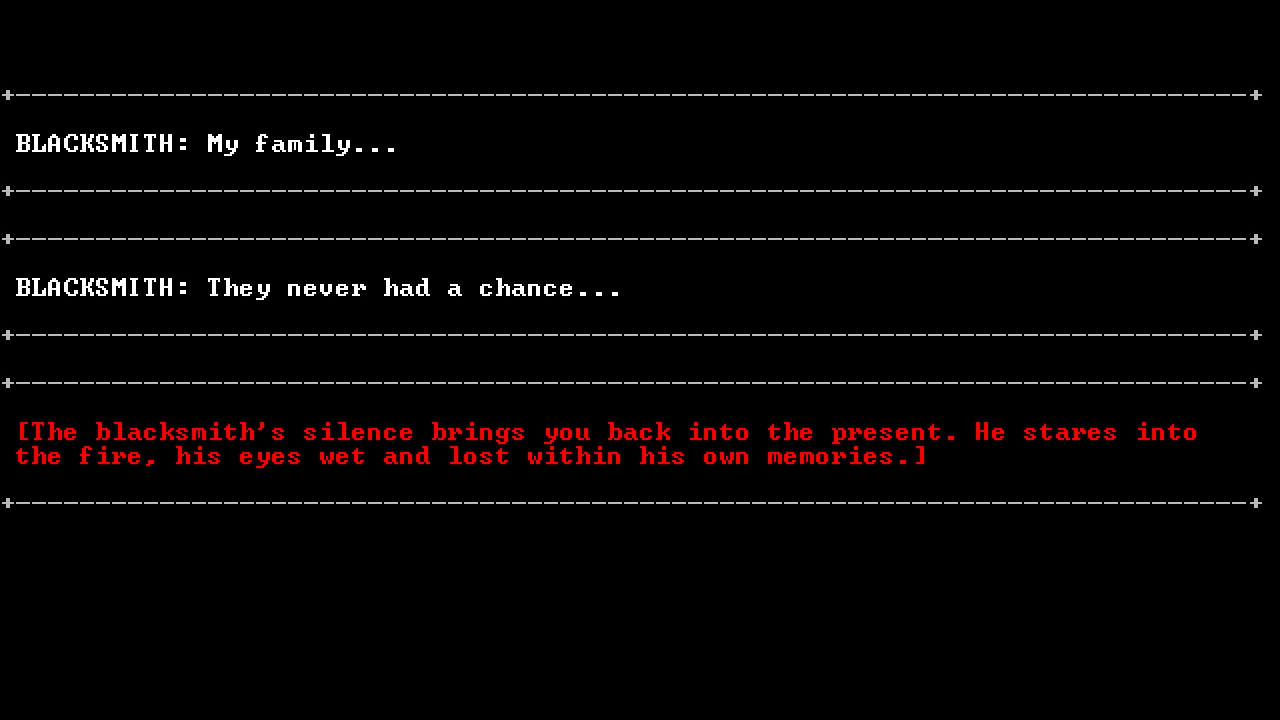 BLACKSMITH: My family...
BLACKSMITH: They never had a chance...
[The blacksmith's silence brings you back into the present. He stares into
the fire, his eyes wet and lost within his own memories.]